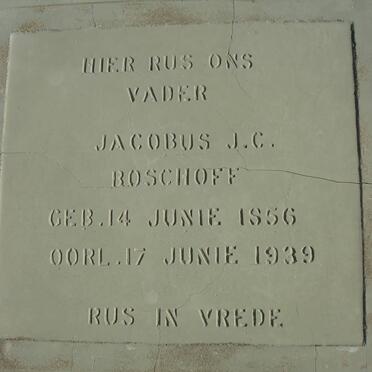 HIER RUS ONS
VADER
JACOBUS J.C.
BOSCHOFF
GEB. 14 JUNIE 1856
OORL. 17 JUNIE 1939
RUS IN VREDE